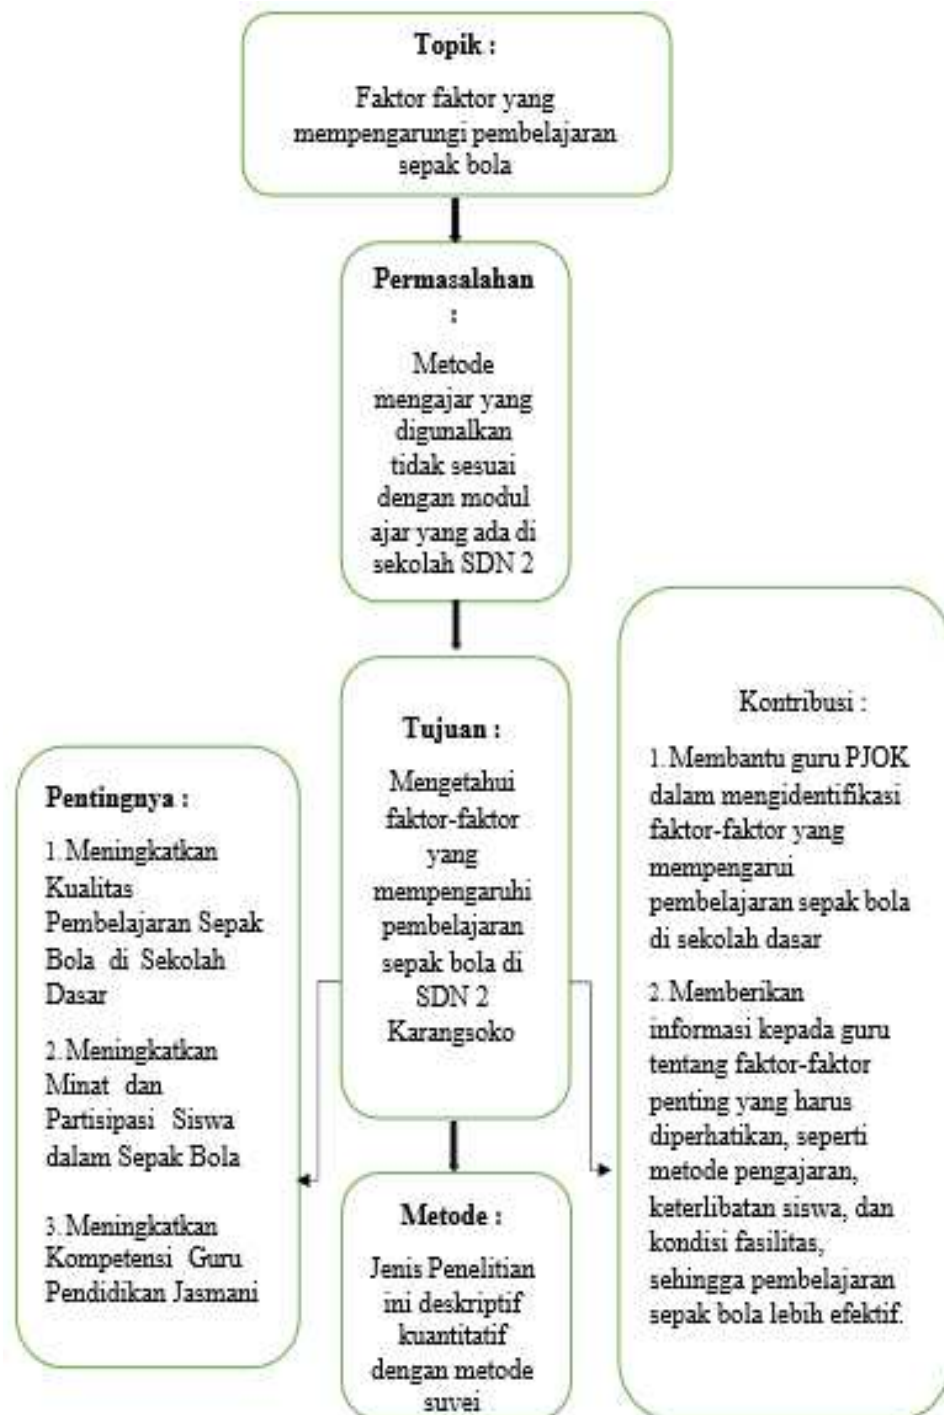 Topik :
Faktor faktor yang
mempengarungi pembelajaran
sepak bola
Permasalahan
:
Metode
mengajar yang
digunalkan
tidak sesuai
dengan modul
ajar yang ada di
sekolah SDN 2
Tujuan :
Mengetahui
faktor-faktor
yang
mempengaruhi
pembelajaran
sepak bola di
SDN 2
Karangsoko
Pentingnya :
1. Meningkatkan
Kualitas
Pembelajaran Sepak
Bola di Sekolah
Dasar
2. Meningkatkan
Minat dan
Partisipasi Siswa
dalam Sepak Bola
3. Meningkatkan
Kompetensi Guru
Pendidikan Jasmani
Kontribusi :
1. Membantu guru PJOK
dalam mengidentifikasi
faktor-faktor yang
mempengarui
pembelajaran sepak bola
di sekolah dasar
2. Memberikan
informasi kepada guru
tentang faktor-faktor
penting yang harus
diperhatikan, seperti
metode pengajaran,
keterlibatan siswa, dan
kondisi fasilitas,
sehingga pembelajaran
sepak bola lebih efektif.
Metode :
Jenis Penelitian
ini deskriptif
kuantitatif
dengan metode
suvei